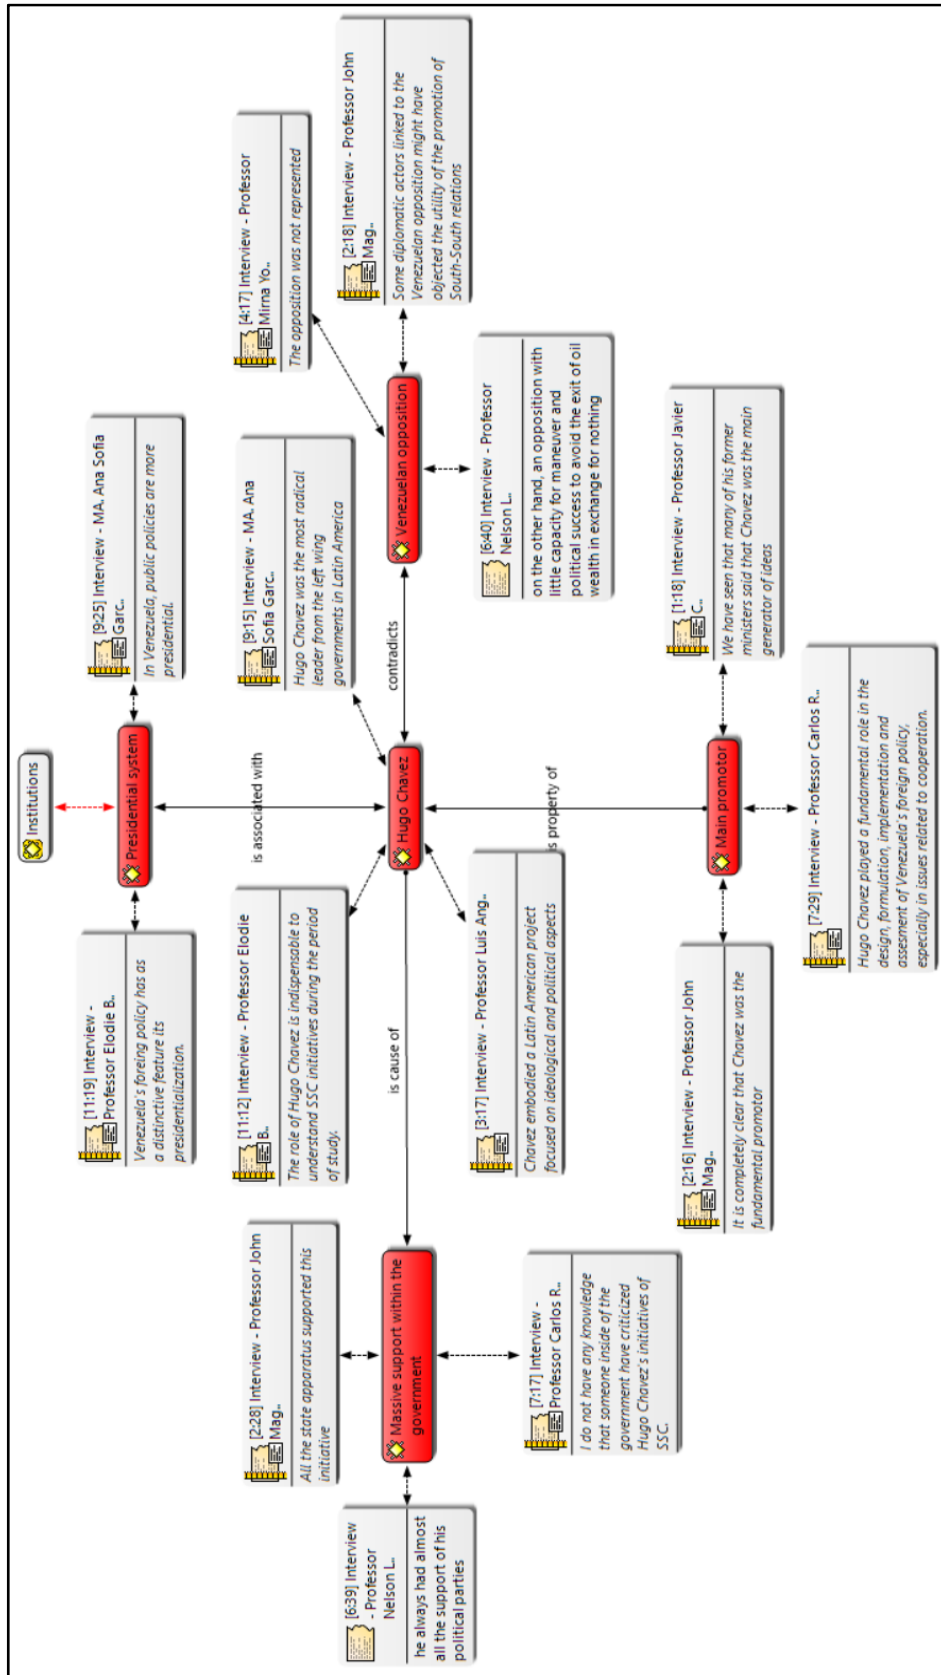 Institutions
[11:19] Interview -
Professor Elodie B..
Venezuela's foreing policy has as
a distinctive feature its
presidentialization.
Presidential system
[9:25] Interview - MA. Ana Sofia
Garc..
In Venezuela, public policies are more
presidential.
is associated with
[2:28] Interview - Professor John
Mag..
All the state apparatus supported this
initiative
[11:12] Interview - Professor Elodie
B..
The role of Hugo Chavez is indispensable to
understand SSC initiatives during the period
of study.
[9:15] Interview - MA. Ana
Sofia Garc..
Hugo Chavez was the most radical
leader from the left wing
governments in Latin America
[4:17] Interview - Professor
Mirna Yo..
The opposition was not represented
[6:39] Interview
- Professor
Nelson L..
he always had almost
all the support of his
political parties
Massive support within the
government
is cause of
Hugo Chavez
contradicts
Venezuelan opposition
[2:18] Interview - Professor John
Mag..
Some diplomatic actors linked to the
Venezuelan opposition might have
objected the utility of the promotion of
South-South relations
[7:17] Interview -
Professor Carlos R..
I do not have any knowledge
that someone inside of the
government have criticized
Hugo Chavez's initiatives of
SSC.
[3:17] Interview - Professor Luis Ang..
Chavez embodied a Latin American project
focused on ideological and political aspects
s property of
[6:40] Interview - Professor
Nelson L..
on the other hand, an opposition with
little capacity for maneuver and
political success to avoid the exit of oil
wealth in exchange for nothing
[2:16] Interview - Professor John
Mag..
It is completely clear that Chavez was the
fundamental promotor
Main promotor
[1:18] Interview - Professor Javier
C..
We have seen that many of his former
ministers said that Chavez was the main
generator of ideas
[7:29] Interview - Professor Carlos R..
Hugo Chavez played a fundamental role in the
design, formulation, implementation and
assesment of Venezuela's foreign policy,
especially in issues related to cooperation.